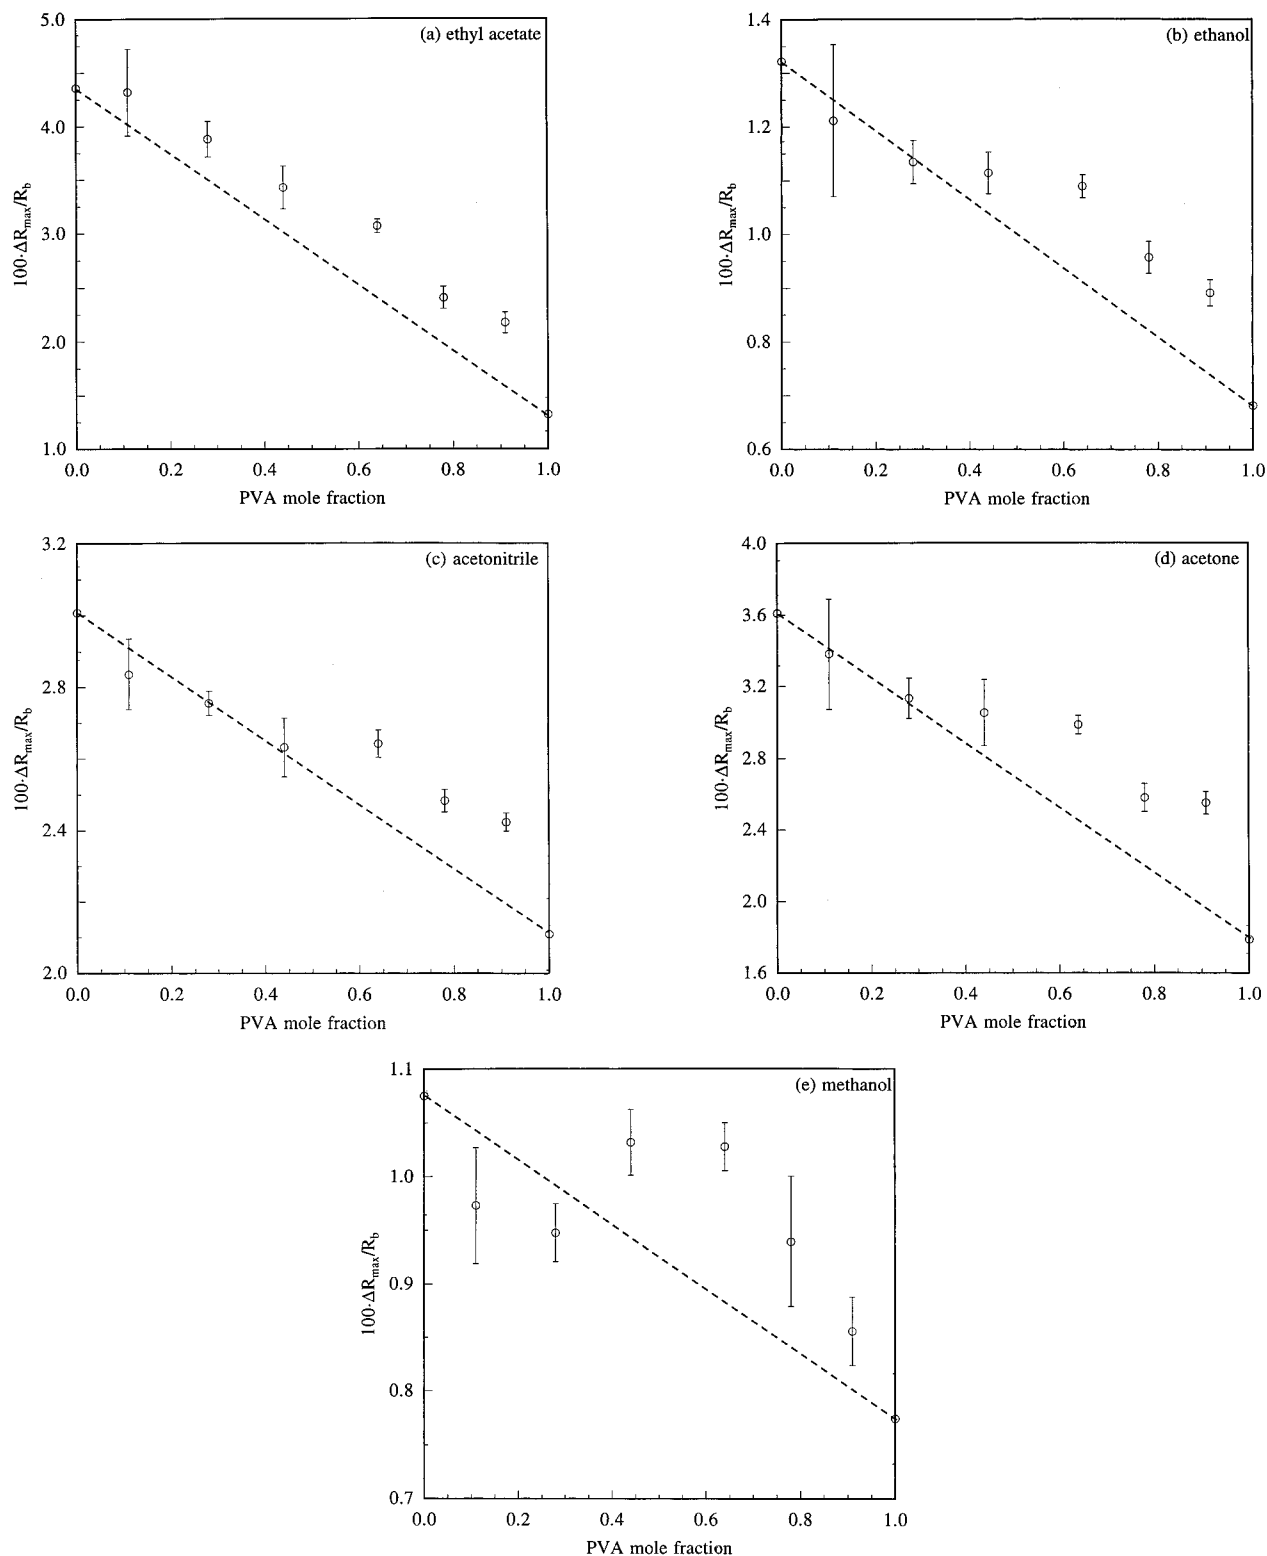 (a) ethyl acetate
5.0
4.0
3.0
2.0
1.0
100·ΔR_max/R_b
0.0 0.2 0.4 0.6 0.8 1.0
PVA mole fraction
(b) ethanol
1.4
1.2
1.0
0.8
0.6
100·ΔR_max/R_b
0.0 0.2 0.4 0.6 0.8 1.0
PVA mole fraction
(c) acetonitrile
3.2
2.8
2.4
2.0
100·ΔR_max/R_b
0.0 0.2 0.4 0.6 0.8 1.0
PVA mole fraction
(d) acetone
4.0
3.6
3.2
2.8
2.4
2.0
1.6
100·ΔR_max/R_b
0.0 0.2 0.4 0.6 0.8 1.0
PVA mole fraction
(e) methanol
1.1
1.0
0.9
0.8
0.7
100·ΔR_max/R_b
0.0 0.2 0.4 0.6 0.8 1.0
PVA mole fraction